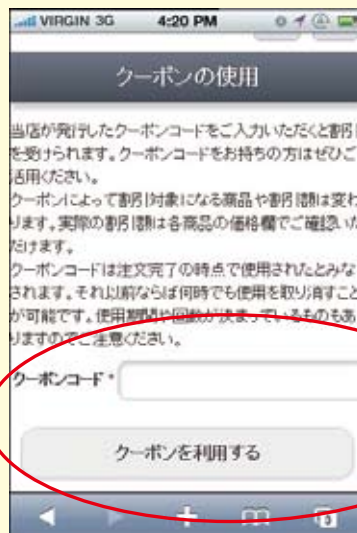 VIRGIN 3G 4:20 PM
クーポンの使用
当店が発行したクーポンコードをご入力いただくと割引
を受けられます。クーポンコードをお持ちの方はぜひご
活用ください。
クーポンによって割引対象になる商品や割引額は変わ
ります。実際の割引額は各商品の価格欄でご確認いた
だけます。
クーポンコードは注文完了の時点で使用されたとみな
されます。それ以前ならば何時でも使用を取り消すこと
が可能です。使用期間や回数が決まっているものもあ
りますのでご注意ください。
クーポンコード *
クーポンを利用する